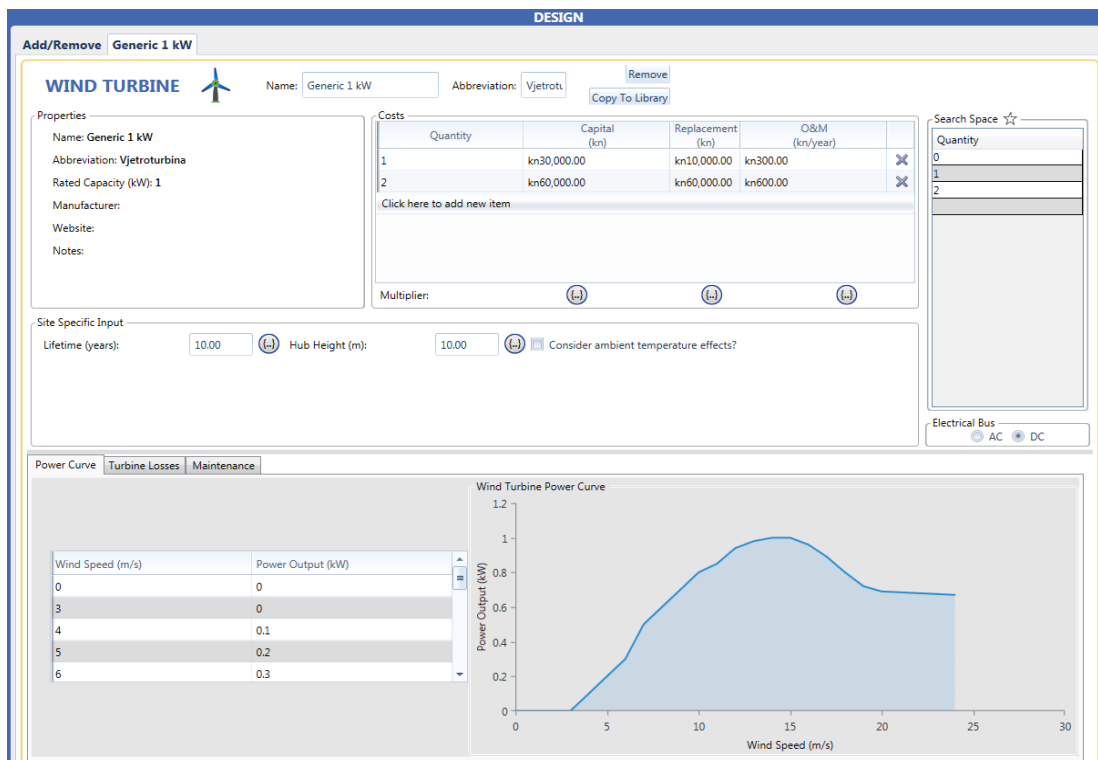 DESIGN
Add/Remove Generic 1 kW
WIND TURBINE Name: Generic 1 kW Abbreviation: Vjetrotu Remove
Copy To Library
Properties
Name: Generic 1 kW
Abbreviation: Vjetroturbina
Rated Capacity (kW): 1
Manufacturer:
Website:
Notes:
Costs
Quantity Capital (kn) Replacement (kn) O&M (kn/year)
1 kn30,000.00 kn10,000.00 kn300.00
2 kn60,000.00 kn60,000.00 kn600.00
Click here to add new item
Multiplier: {..} {..} {..}
Search Space
Quantity
0
1
2
Site Specific Input
Lifetime (years): 10.00 {..} Hub Height (m): 10.00 {..} Consider ambient temperature effects?
Electrical Bus
AC DC
Power Curve Turbine Losses Maintenance
Wind Speed (m/s) Power Output (kW)
0 0
3 0
4 0.1
5 0.2
6 0.3
Wind Turbine Power Curve
Power Output (kW)
1.2
1
0.8
0.6
0.4
0.2
0
0 5 10 15 20 25 30
Wind Speed (m/s)